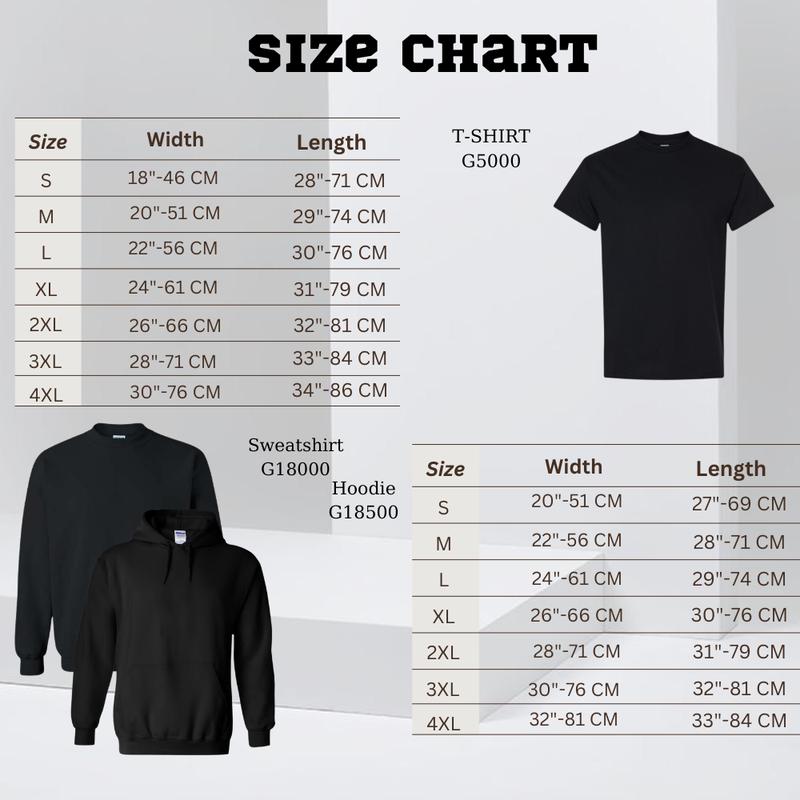 SIZE CHART
Size Width Length
S 18"-46 CM 28"-71 CM
M 20"-51 CM 29"-74 CM
L 22"-56 CM 30"-76 CM
XL 24"-61 CM 31"-79 CM
2XL 26"-66 CM 32"-81 CM
3XL 28"-71 CM 33"-84 CM
4XL 30"-76 CM 34"-86 CM
T-SHIRT
G5000
Sweatshirt
G18000
Hoodie
G18500
Size Width Length
S 20"-51 CM 27"-69 CM
M 22"-56 CM 28"-71 CM
L 24"-61 CM 29"-74 CM
XL 26"-66 CM 30"-76 CM
2XL 28"-71 CM 31"-79 CM
3XL 30"-76 CM 32"-81 CM
4XL 32"-81 CM 33"-84 CM